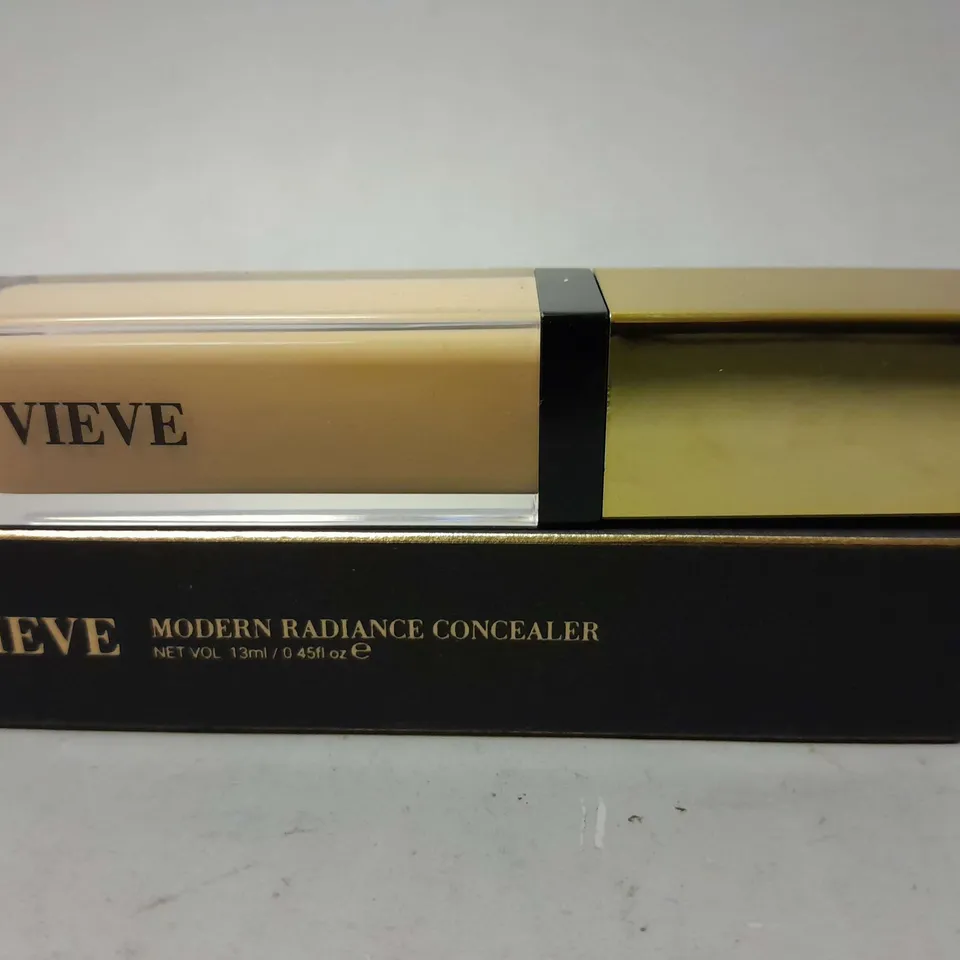 VIEVE
IEVE
MODERN RADIANCE CONCEALER
NET VOL 13ml / 0 45fl oz ℮